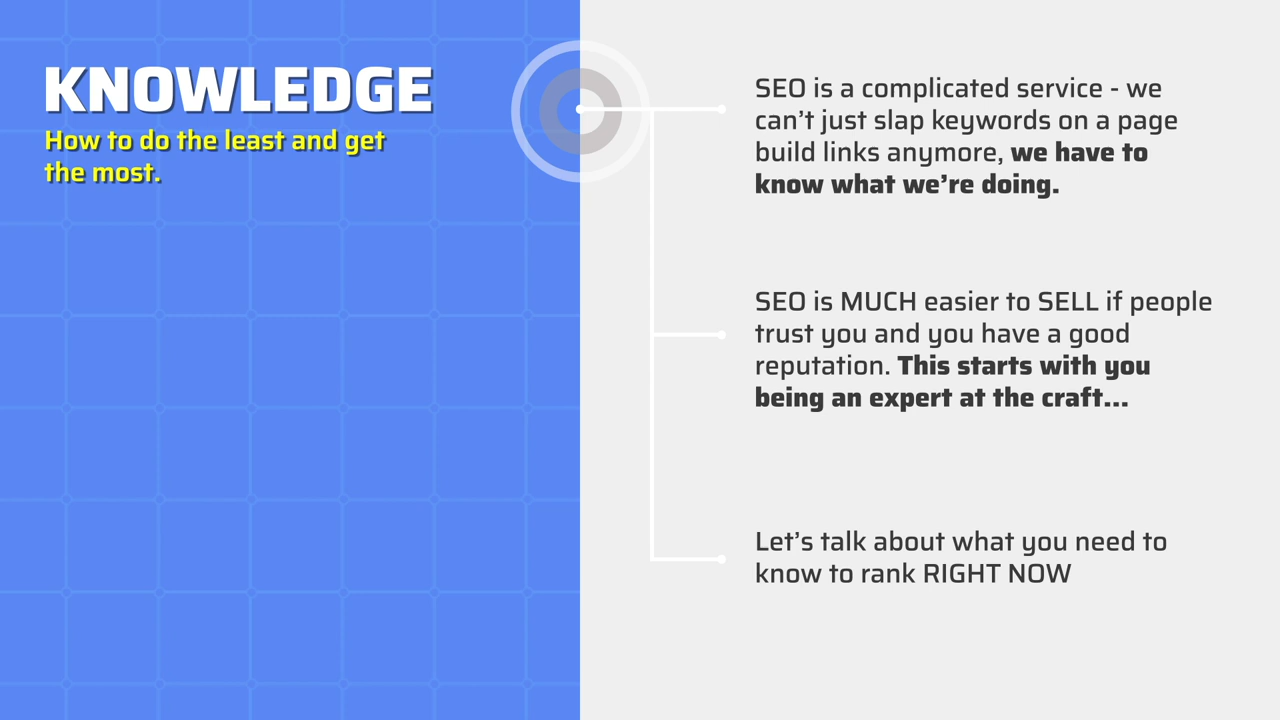 KNOWLEDGE
How to do the least and get
the most.
SEO is a complicated service - we
can’t just slap keywords on a page
build links anymore, we have to
know what we’re doing.
SEO is MUCH easier to SELL if people
trust you and you have a good
reputation. This starts with you
being an expert at the craft...
Let’s talk about what you need to
know to rank RIGHT NOW